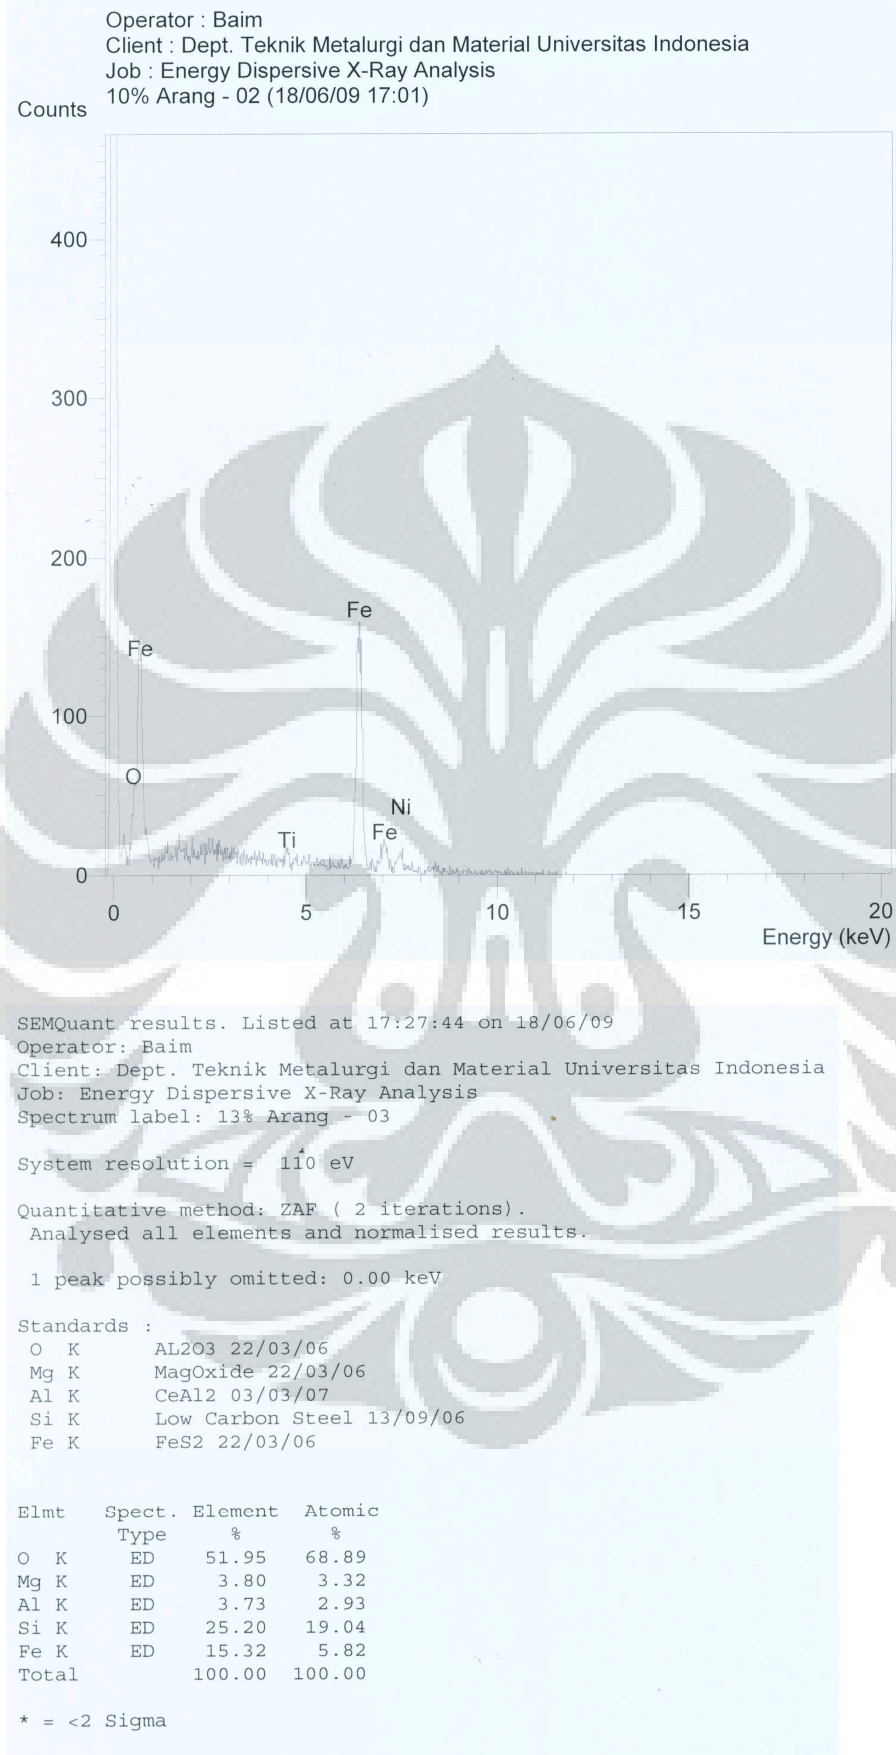 Operator : Baim
Client : Dept. Teknik Metalurgi dan Material Universitas Indonesia
Job : Energy Dispersive X-Ray Analysis
10% Arang - 02 (18/06/09 17:01)
Counts
400
300
200
100
0
Fe
Fe
O
Ti
Ni
Fe
0 5 10 15 20
Energy (keV)
SEMQuant results. Listed at 17:27:44 on 18/06/09
Operator: Baim
Client: Dept. Teknik Metalurgi dan Material Universitas Indonesia
Job: Energy Dispersive X-Ray Analysis
Spectrum label: 13% Arang - 03
System resolution = 110 eV
Quantitative method: ZAF ( 2 iterations).
Analysed all elements and normalised results.
1 peak possibly omitted: 0.00 keV
Standards :
O K AL2O3 22/03/06
Mg K MagOxide 22/03/06
Al K CeAl2 03/03/07
Si K Low Carbon Steel 13/09/06
Fe K FeS2 22/03/06
Elmt Spect. Element Atomic
Type % %
O K ED 51.95 68.89
Mg K ED 3.80 3.32
Al K ED 3.73 2.93
Si K ED 25.20 19.04
Fe K ED 15.32 5.82
Total 100.00 100.00
* = <2 Sigma